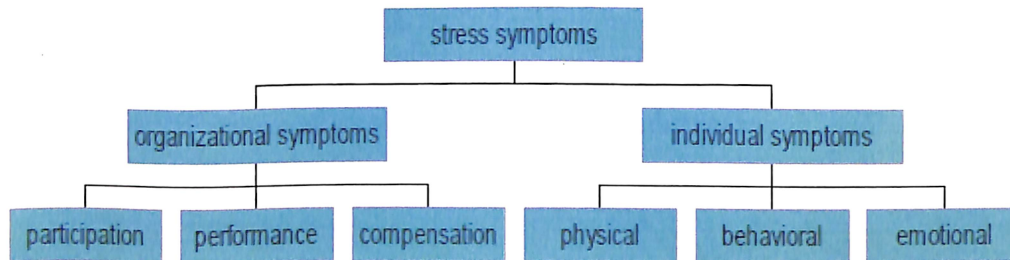 stress symptoms
organizational symptoms
individual symptoms
participation
performance
compensation
physical
behavioral
emotional